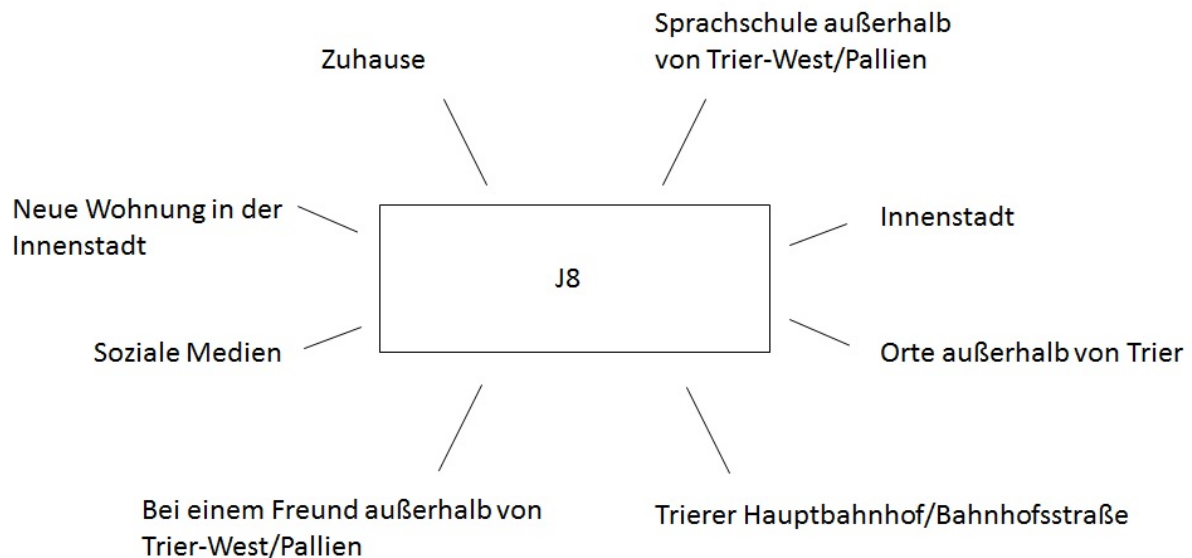 Zuhause
Sprachschule außerhalb
von Trier-West/Pallien
Neue Wohnung in der
Innenstadt
Innenstadt
J8
Soziale Medien
Orte außerhalb von Trier
Bei einem Freund außerhalb von
Trier-West/Pallien
Trierer Hauptbahnhof/Bahnhofsstraße